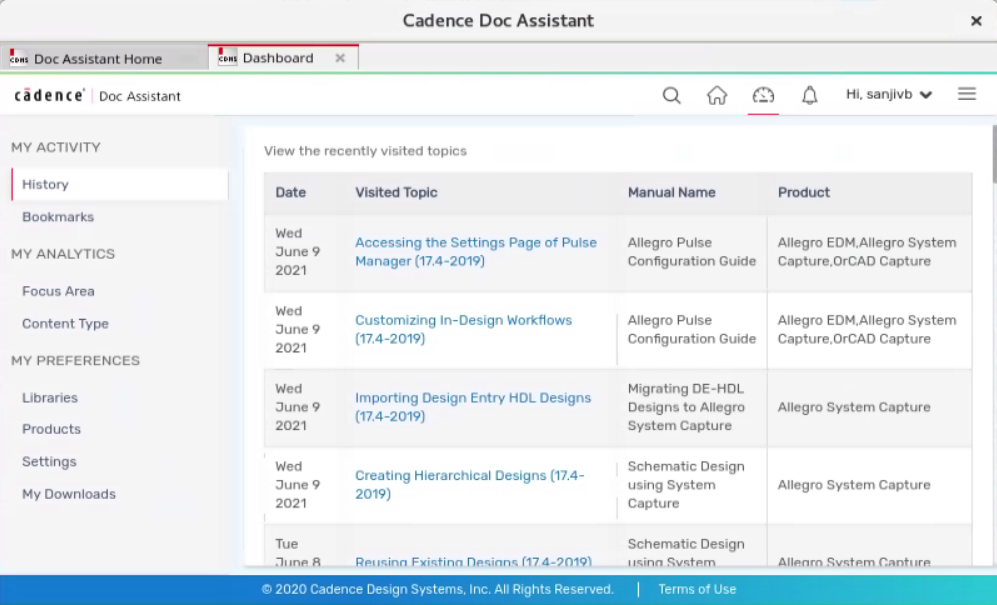 Cadence Doc Assistant
Doc Assistant Home
Dashboard
cādence
Doc Assistant
Hi, sanjivb
MY ACTIVITY
History
Bookmarks
MY ANALYTICS
Focus Area
Content Type
MY PREFERENCES
Libraries
Products
Settings
My Downloads
View the recently visited topics
Date Visited Topic Manual Name Product
Wed
June 9
2021
Accessing the Settings Page of Pulse
Manager (17.4-2019)
Allegro Pulse
Configuration Guide
Allegro EDM,Allegro System
Capture,OrCAD Capture
Wed
June 9
2021
Customizing In-Design Workflows
(17.4-2019)
Allegro Pulse
Configuration Guide
Allegro EDM,Allegro System
Capture,OrCAD Capture
Wed
June 9
2021
Importing Design Entry HDL Designs
(17.4-2019)
Migrating DE-HDL
Designs to Allegro
System Capture
Allegro System Capture
Wed
June 9
2021
Creating Hierarchical Designs (17.4-
2019)
Schematic Design
using System
Capture
Allegro System Capture
Tue
June 8
Reusing Existing Designs (17.4-2019)
Schematic Design
using System
Allegro System Capture
© 2020 Cadence Design Systems, Inc. All Rights Reserved. | Terms of Use